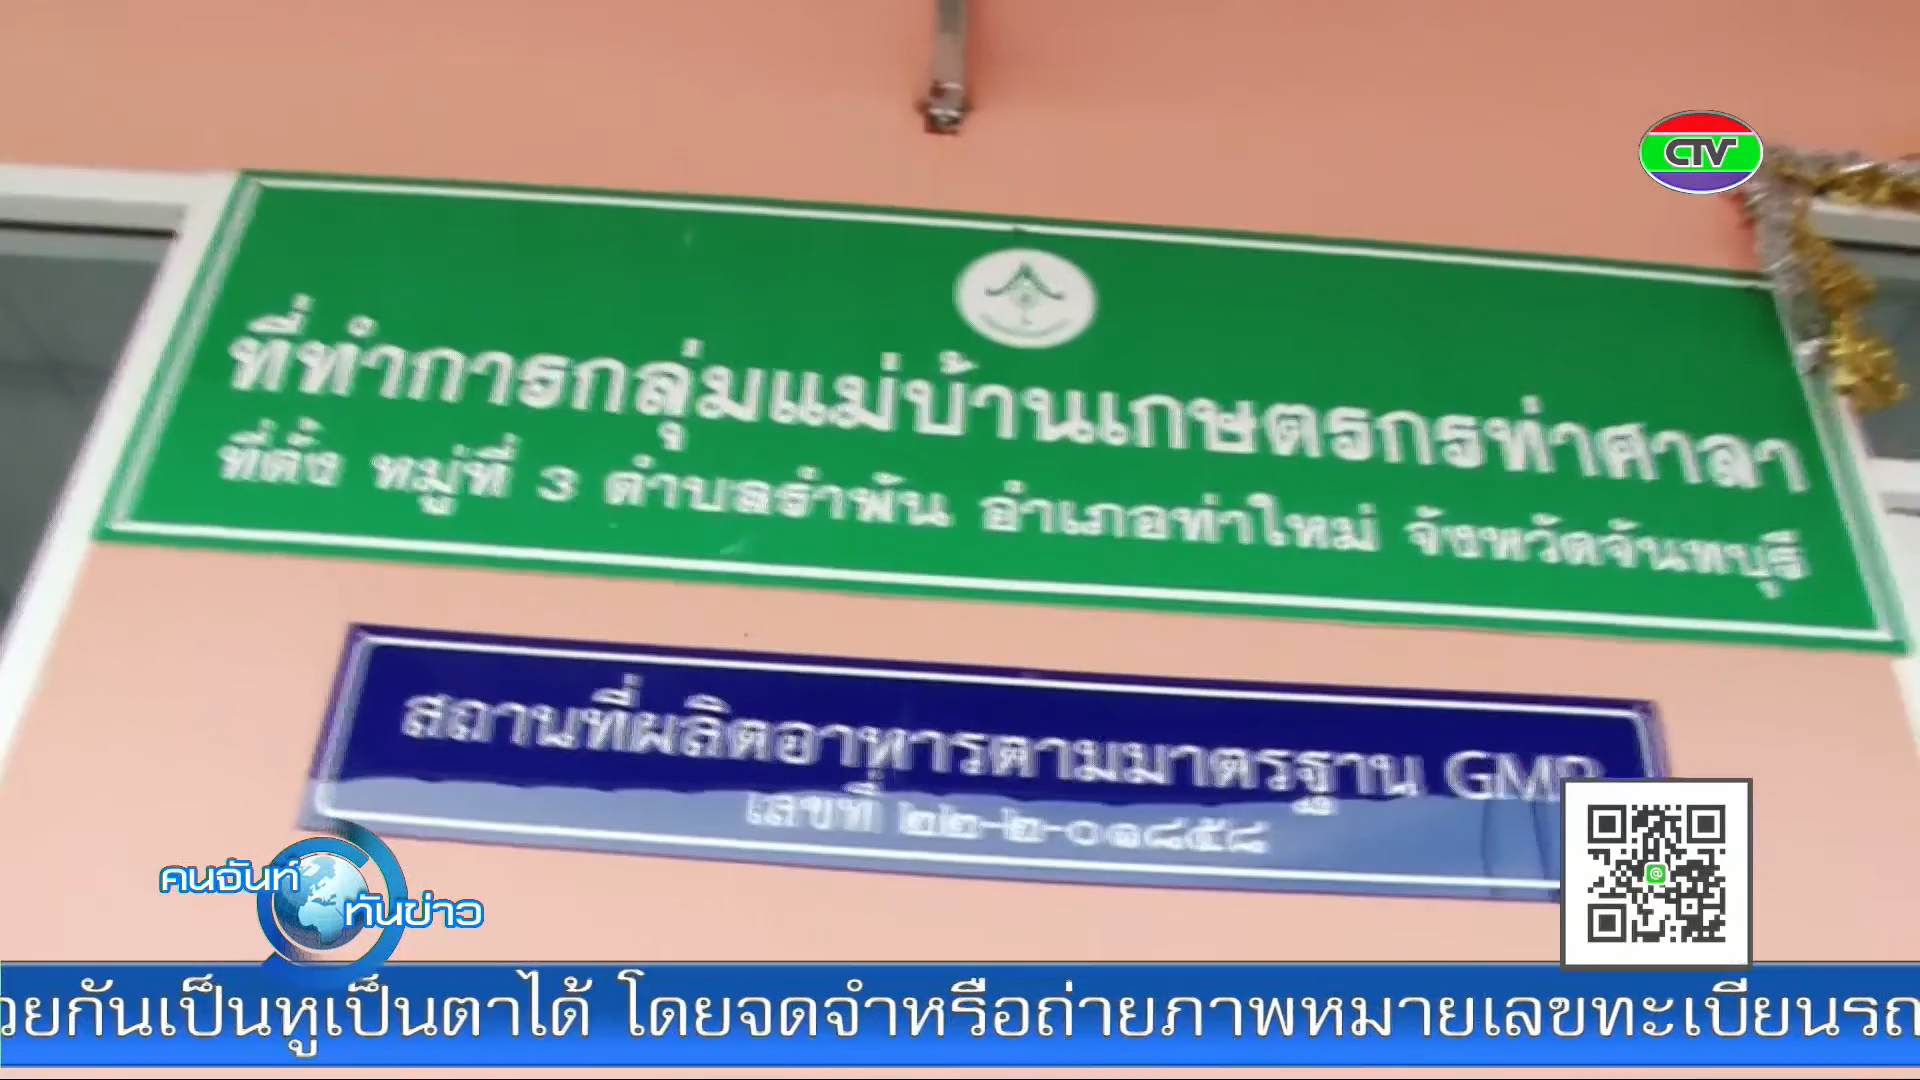 CTV
ที่ทำการกลุ่มแม่บ้านเกษตรกรท่าศาลา
ที่ตั้ง หมู่ที่ 3 ตำบลรำพัน อำเภอท่าใหม่ จังหวัดจันทบุรี
สถานที่ผลิตอาหารตามมาตรฐาน GMP
เลขที่ ๒๒-๒-๐๑๘๕๘
คนจันท์
ทันข่าว
วยกันเป็นหูเป็นตาได้ โดยจดจำหรือถ่ายภาพหมายเลขทะเบียนรถ